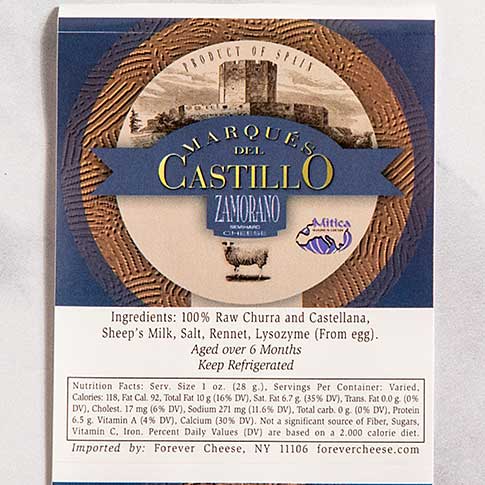 PRODUCT OF SPAIN
MARQUÉS
DEL
CASTILLO
ZAMORANO
SEMIHARD
CHEESE
Mitica
Ingredients: 100% Raw Churra and Castellana,
Sheep's Milk, Salt, Rennet, Lysozyme (From egg).
Aged over 6 Months
Keep Refrigerated
Nutrition Facts: Serv. Size 1 oz. (28 g.), Servings Per Container: Varied,
Calories: 118, Fat Cal. 92, Total Fat 10 g (16% DV), Sat. Fat 6.7 g. (35% DV), Trans. Fat 0.0 g. (0%
DV), Cholest. 17 mg (6% DV), Sodium 271 mg (11.6% DV), Total carb. 0 g. (0% DV), Protein
6.5 g. Vitamin A (4% DV), Calcium (30% DV). Not a significant source of Fiber, Sugars,
Vitamin C, Iron. Percent Daily Values (DV) are based on a 2.000 calorie diet.
Imported by: Forever Cheese, NY 11106 forevercheese.com